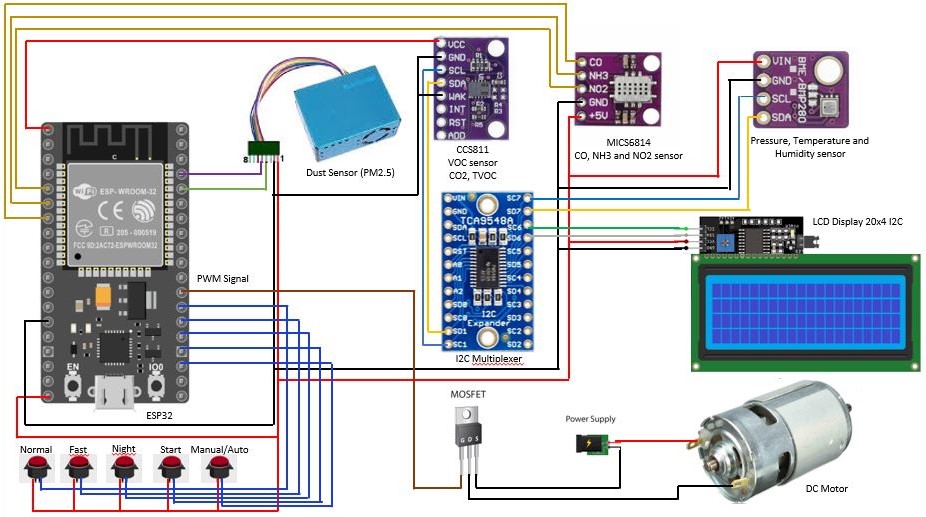 VCC
GND
SCL
SDA
WAK
INT
RST
ADD
CCS811
VOC sensor
CO2, TVOC
CO
NH3
NO2
GND
+5V
MICS6814
CO, NH3 and NO2 sensor
VIN
GND
SCL
SDA
BME/BMP280
Pressure, Temperature and
Humidity sensor
8
1
Dust Sensor (PM2.5)
WiFi
ESP-WROOM-32
CE
R 205-000519
FCC 9D:2AC72-ESPWROOM32
EN
IO0
ESP32
PWM Signal
VIN
GND
SDA
SCL
RST
A0
A1
A2
SD0
SC0
SD1
SC1
TCA9548A
I2C
Expander
SC7
SD7
SC6
SD6
SC5
SD5
SC4
SD4
SC3
SD3
SC2
SD2
I2C Multiplexer
LCD Display 20x4 I2C
MOSFET
G D S
Power Supply
DC Motor
Normal
Fast
Night
Start
Manual/Auto